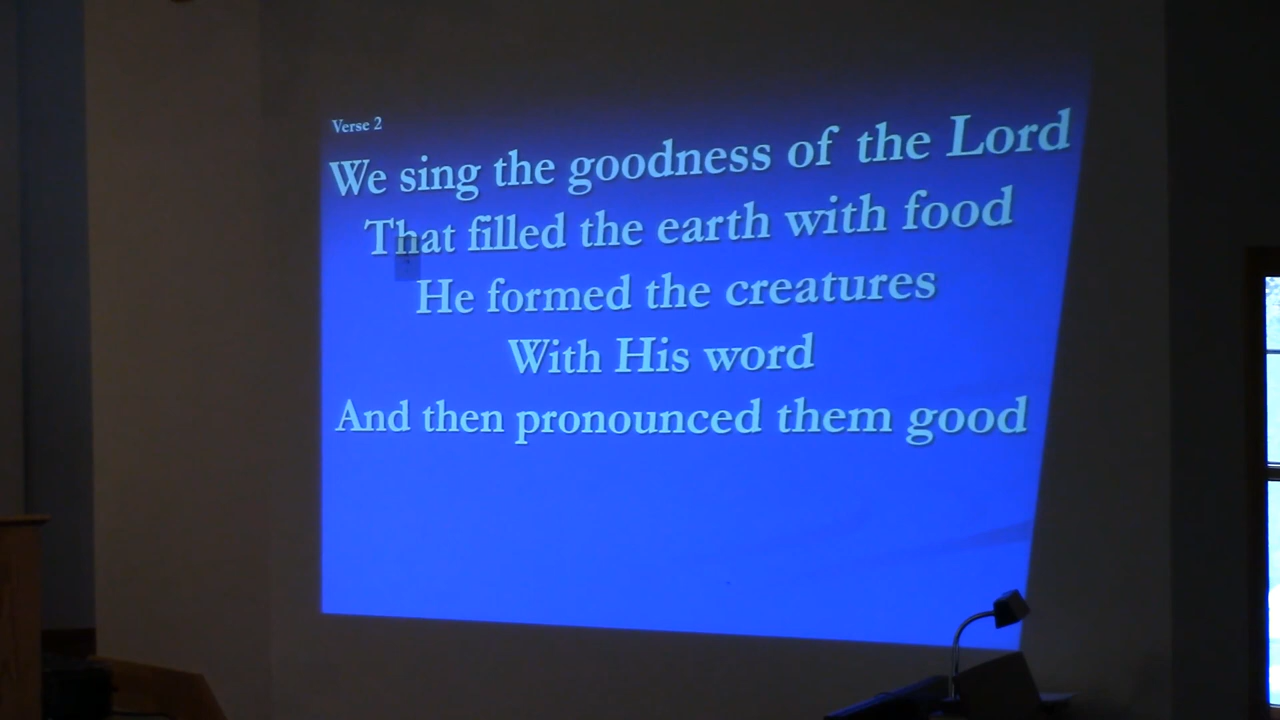 Verse 2
We sing the goodness of the Lord
That filled the earth with food
He formed the creatures
With His word
And then pronounced them good